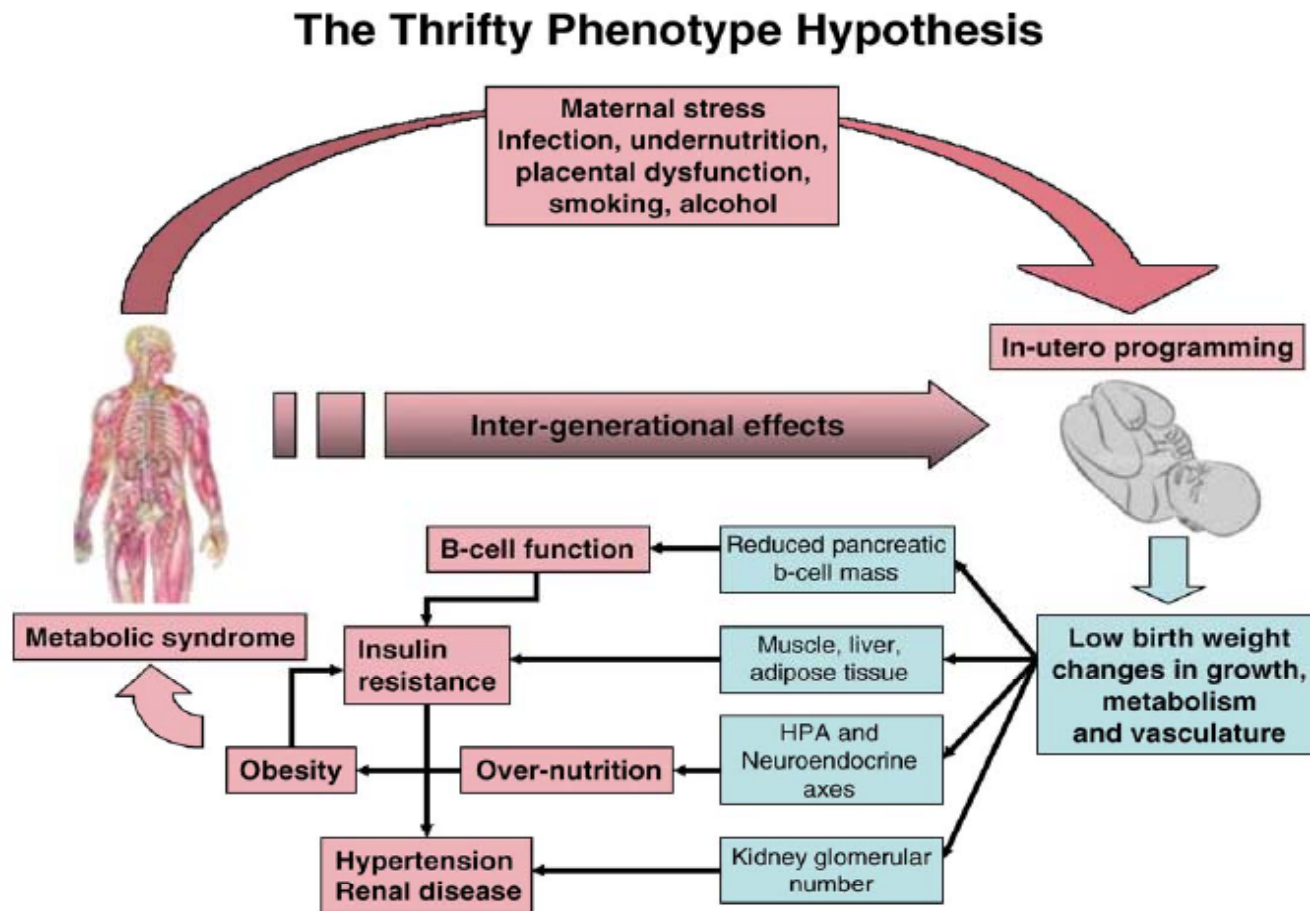 The Thrifty Phenotype Hypothesis
Maternal stress
Infection, undernutrition,
placental dysfunction,
smoking, alcohol
In-utero programming
Inter-generational effects
B-cell function
Reduced pancreatic
b-cell mass
Metabolic syndrome
Insulin
resistance
Muscle, liver,
adipose tissue
Low birth weight
changes in growth,
metabolism
and vasculature
Obesity
Over-nutrition
HPA and
Neuroendocrine
axes
Hypertension
Renal disease
Kidney glomerular
number